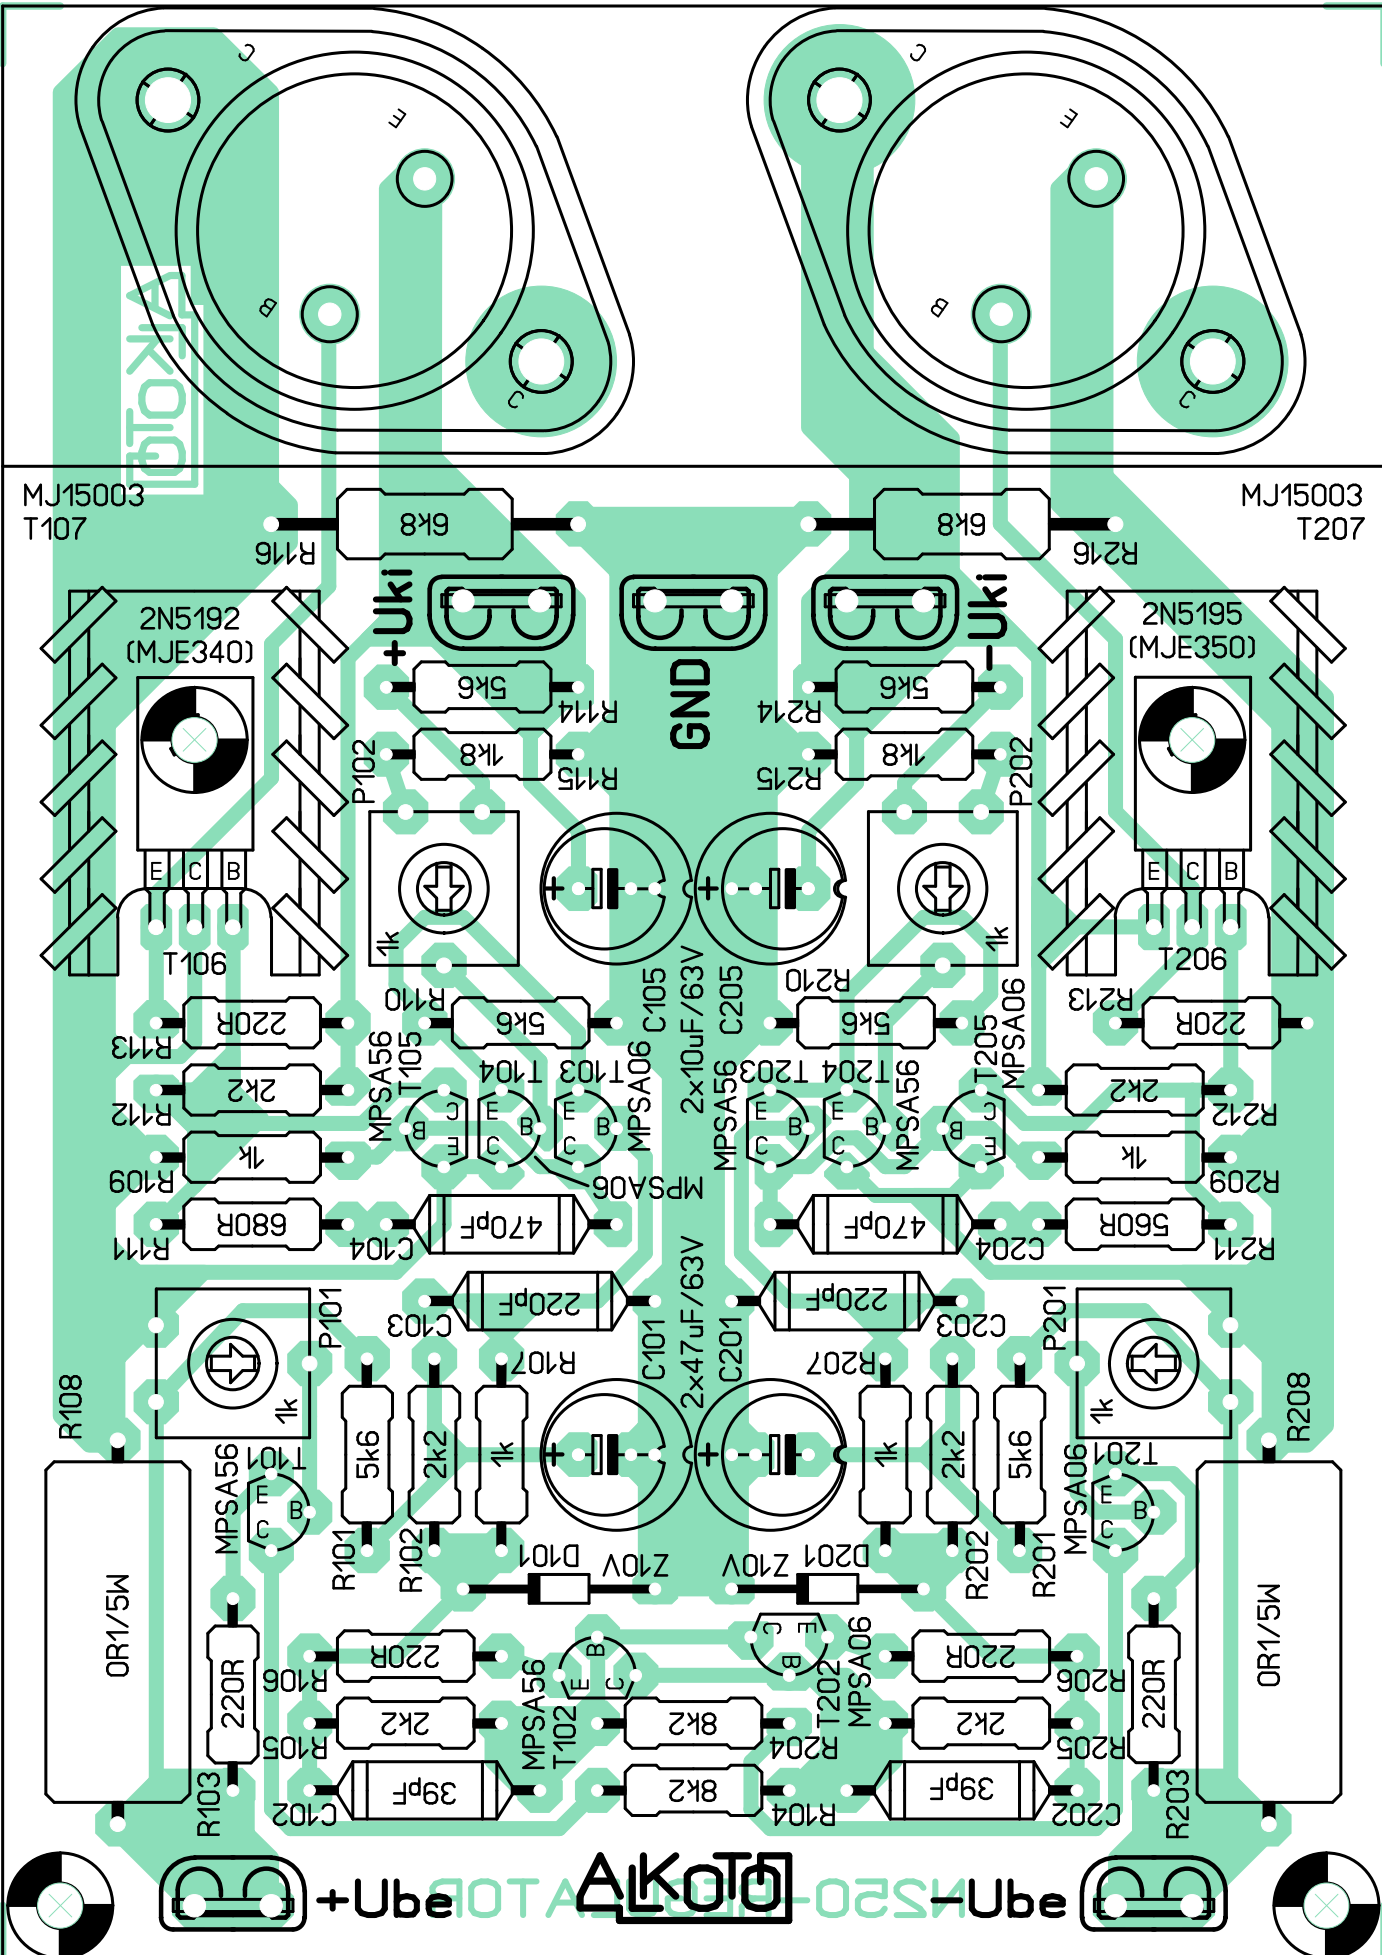 C
E
B
C
C
E
B
C
ALKOTÓ
MJ15003
T107
MJ15003
T207
6k8
R116
6k8
R216
+Uki
GND
-Uki
2N5192
(MJE340)
2N5195
(MJE350)
5k6
R114
5k6
R214
1k8
R115
1k8
R215
P102
P202
1k
1k
E C B
T106
E C B
T206
+
+
R110
5k6
C105
2x10uF/63V
C205
R210
5k6
220R
R113
R213
220R
2k2
R112
2k2
R212
MPSA56
T105
T104
T103
MPSA06
MPSA56
T203
T204
MPSA56
T205
MPSA06
C
B
E
E
C
B
E
C
B
E
C
B
E
C
B
C
B
E
MPSA06
1k
R109
1k
R209
680R
R111
560R
R211
470pF
C104
470pF
C204
220pF
C103
220pF
C203
P101
1k
P201
1k
C101
2x47uF/63V
C201
R107
R207
R108
R208
+
+
5k6
2k2
1k
1k
2k2
5k6
MPSA56
T101
E
B
C
MPSA06
T201
E
B
C
R101
R102
R202
R201
D101
Z10V
Z10V
D201
0R1/5W
0R1/5W
220R
R103
220R
R203
220R
R106
220R
R206
2k2
R105
2k2
R205
39pF
C102
39pF
C202
MPSA56
T102
B
E
C
C
E
B
T202
MPSA06
8k2
R204
8k2
R104
+Ube
ALKOTÓ
-Ube